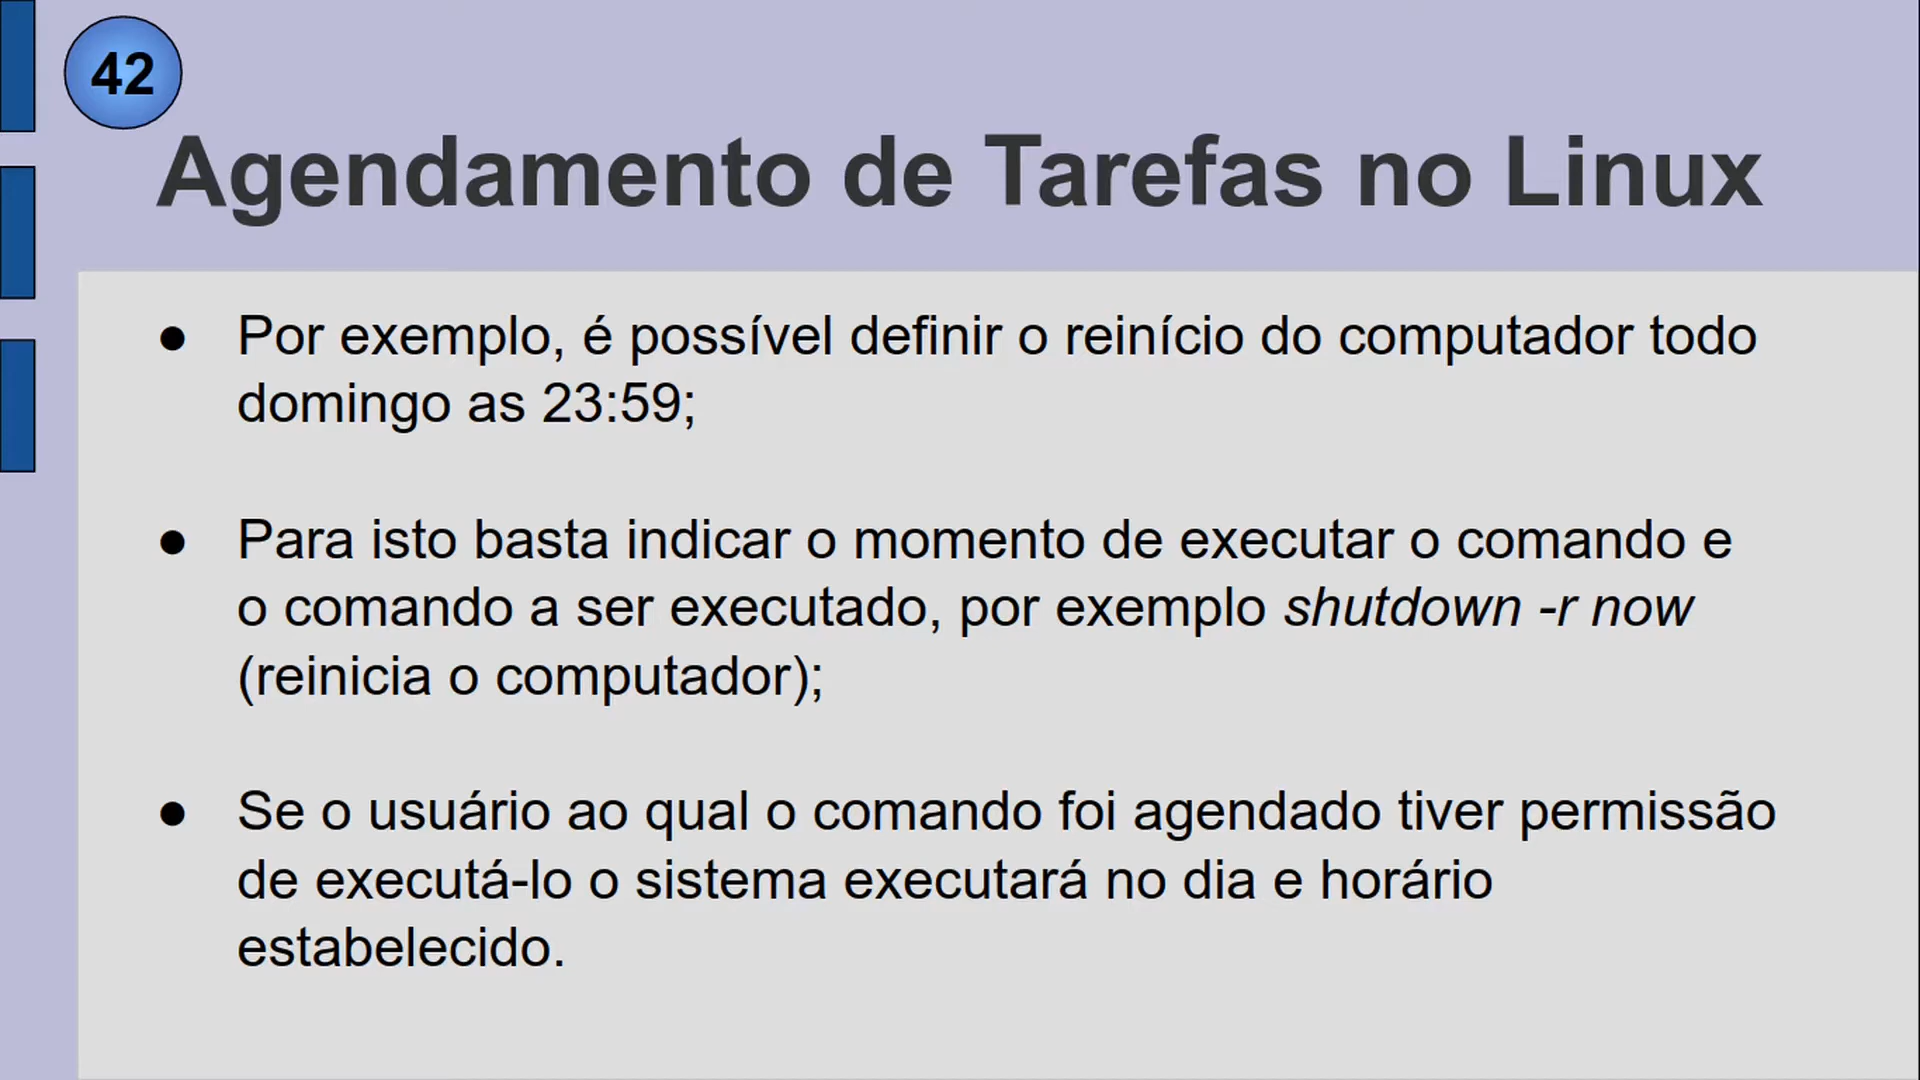 42
Agendamento de Tarefas no Linux
● Por exemplo, é possível definir o reinício do computador todo
domingo as 23:59;
● Para isto basta indicar o momento de executar o comando e
o comando a ser executado, por exemplo shutdown -r now
(reinicia o computador);
● Se o usuário ao qual o comando foi agendado tiver permissão
de executá-lo o sistema executará no dia e horário
estabelecido.